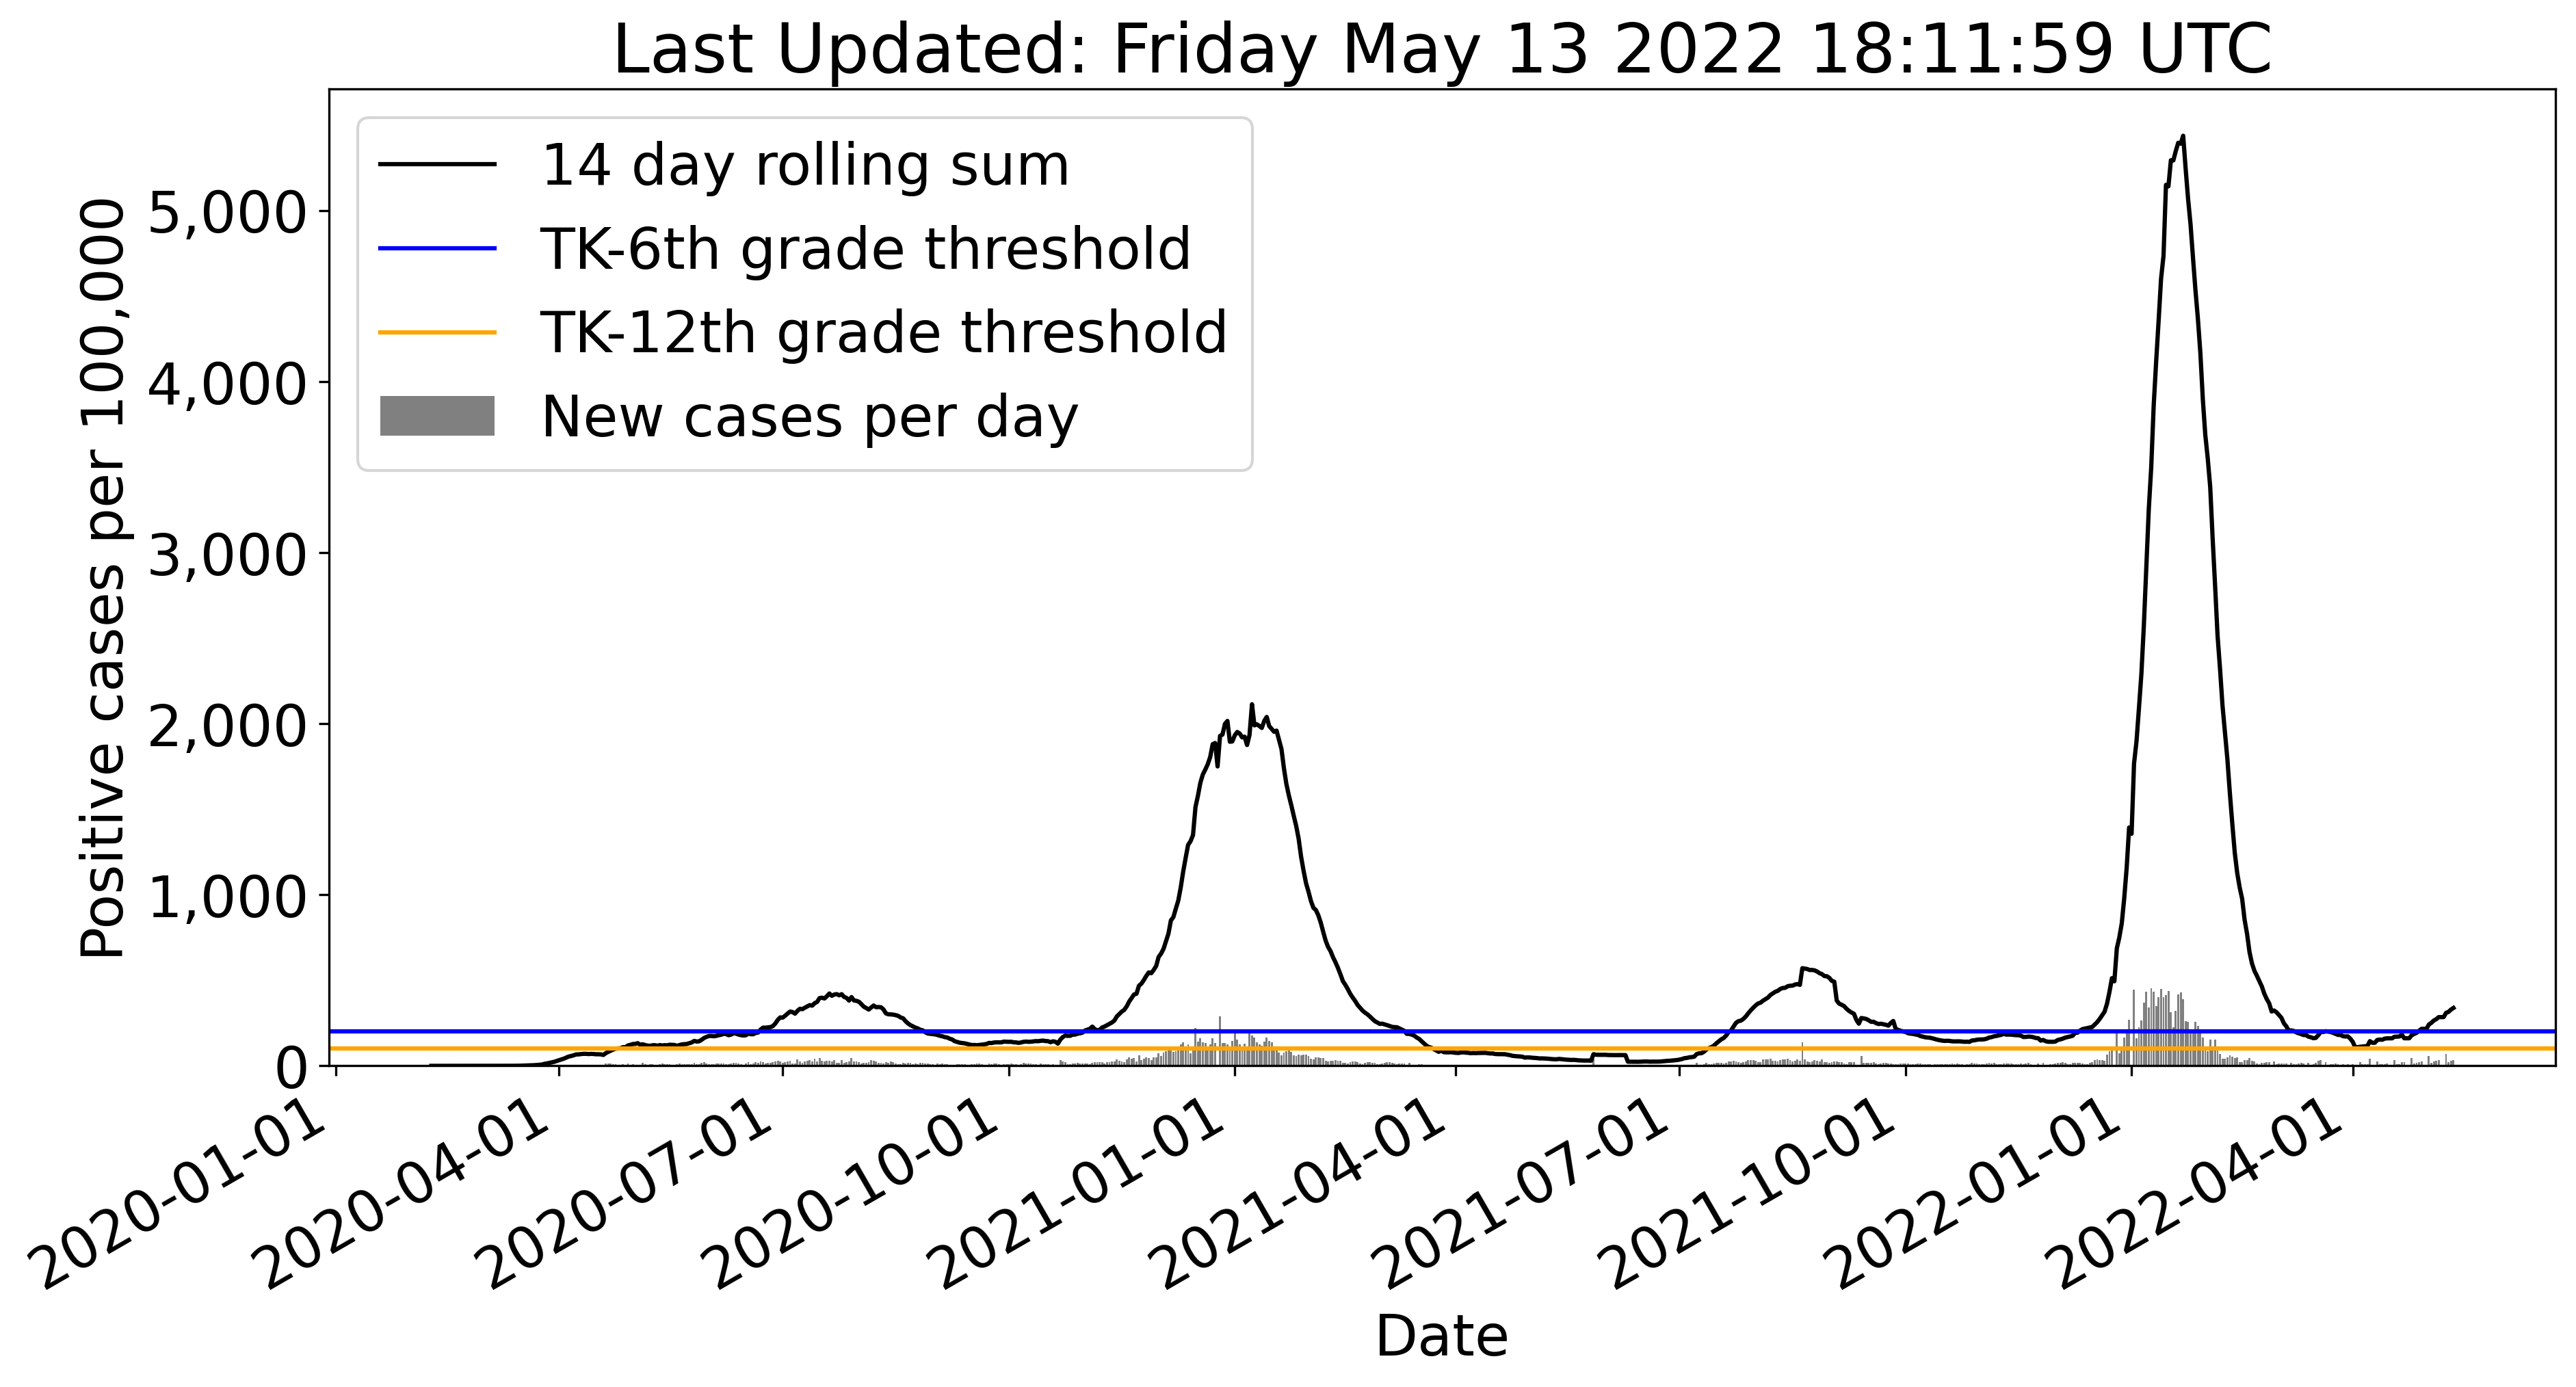 Last Updated: Friday May 13 2022 18:11:59 UTC
14 day rolling sum
TK-6th grade threshold
TK-12th grade threshold
New cases per day
Positive cases per 100,000
5,000
4,000
3,000
2,000
1,000
0
2020-01-01
2020-04-01
2020-07-01
2020-10-01
2021-01-01
2021-04-01
2021-07-01
2021-10-01
2022-01-01
2022-04-01
Date